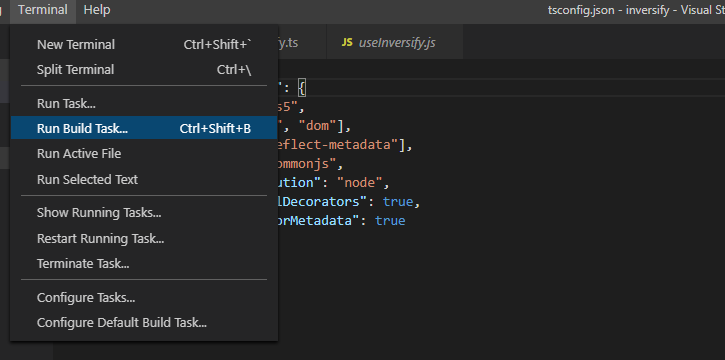 Terminal Help
tsconfig.json - inversify - Visual St
New Terminal Ctrl+Shift+`
fy.ts
JS useInversify.js
Split Terminal Ctrl+\
": {
Run Task...
s5",
Run Build Task... Ctrl+Shift+B
", "dom"],
Run Active File
eflect-metadata"],
ommonjs",
Run Selected Text
ution": "node",
lDecorators": true,
Show Running Tasks...
orMetadata": true
Restart Running Task...
Terminate Task...
Configure Tasks...
Configure Default Build Task...